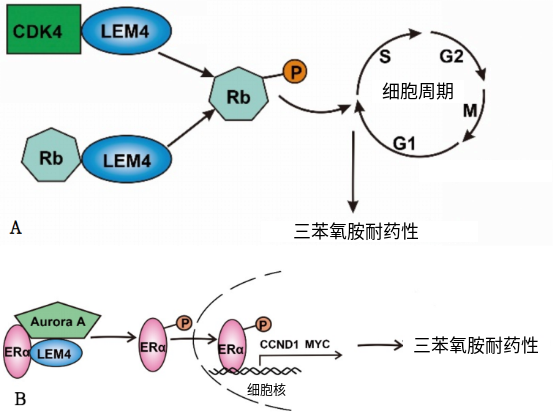 CDK4 LEM4
Rb P
Rb LEM4
S G2
细胞周期
M
G1
三苯氧胺耐药性
A
Aurora A
ERα LEM4
ERα P
ERα P
CCND1 MYC
细胞核
三苯氧胺耐药性
B